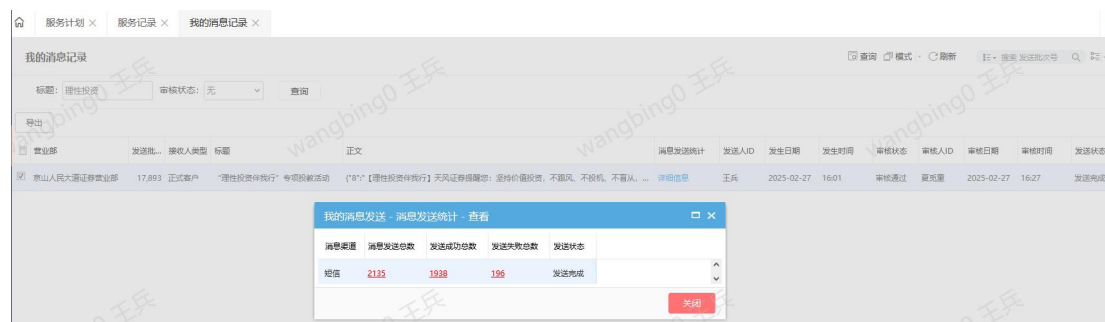 服务计划 × 服务记录 × 我的消息记录 ×
我的消息记录 查询 模式 刷新 搜索 发送批次号
标题: 理性投资 审核状态: 无 查询
导出
营业部 发送批... 接收人类型 标题 正文 消息发送统计 发送人ID 发生日期 发生时间 审核状态 审核人ID 审核日期 审核时间 发送状态
京山人民大道证券营业部 17,893 正式客户 “理性投资伴我行”专项投教活动 {"8":"【理性投资伴我行】天风证券提醒您：坚持价值投资，不跟风、不投机、不盲从，... 详细信息 王兵 2025-02-27 16:01 审核通过 夏宪重 2025-02-27 16:27 发送完成
我的消息发送 - 消息发送统计 - 查看
消息渠道 消息发送总数 发送成功总数 发送失败总数 发送状态
短信 2135 1938 196 发送完成
关闭
wangbing0 王兵